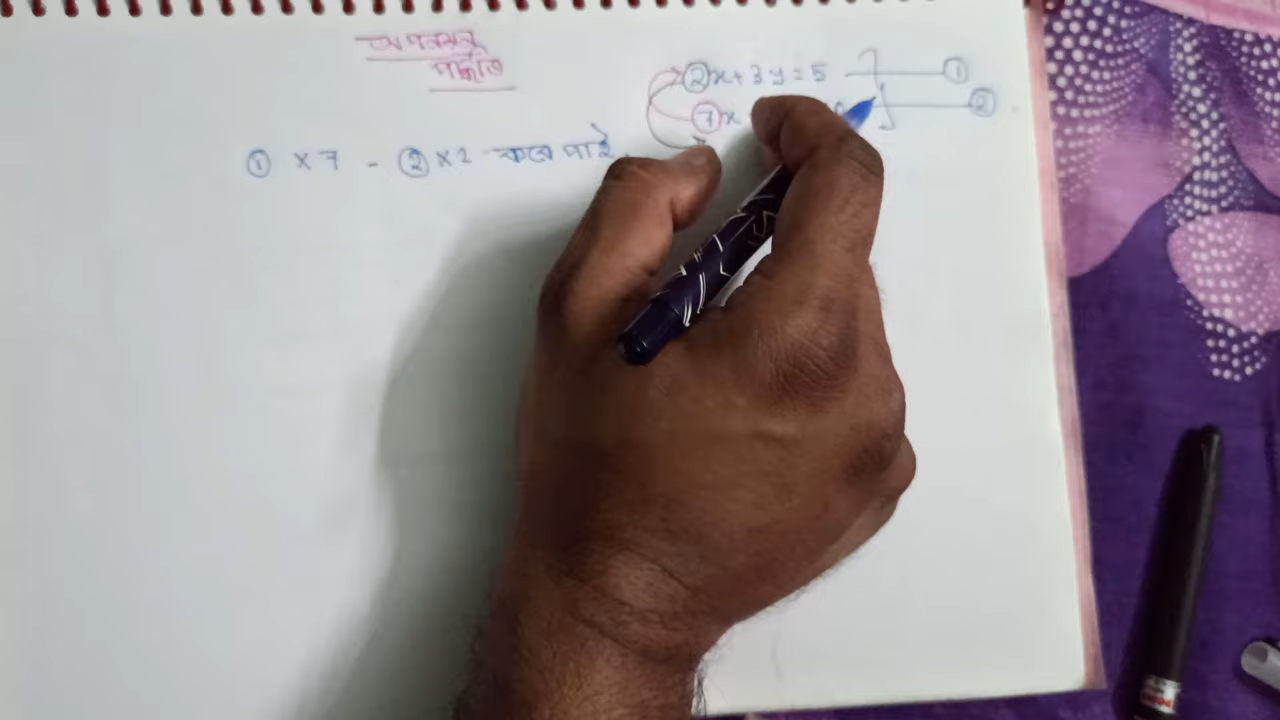 অপনয়ন
পদ্ধতি
2x + 3y = 5 ①
7x ②
① × 7 - ② × 2 করে পাই,